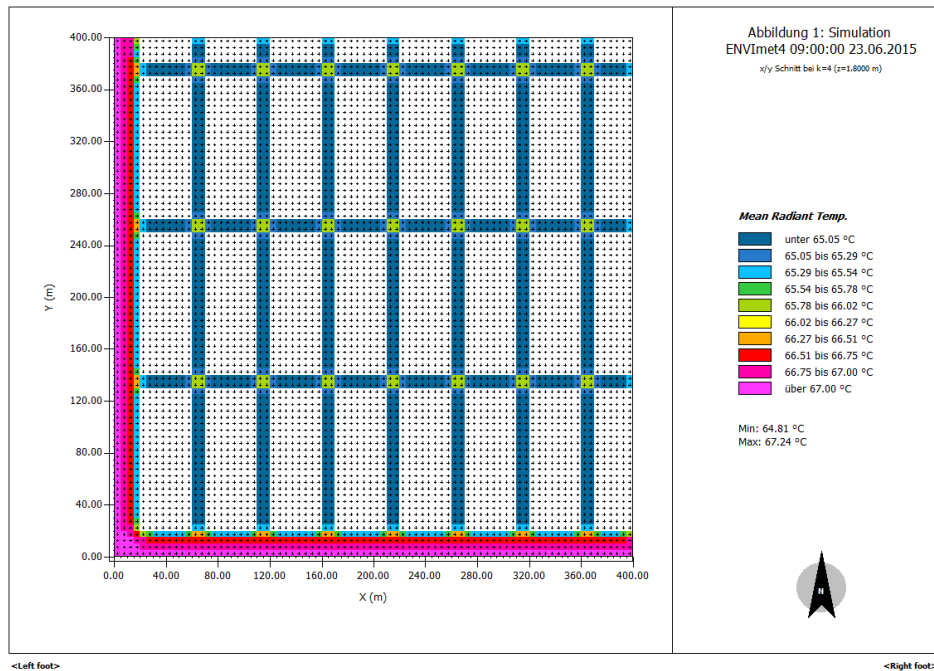 Abbildung 1: Simulation
ENVImet4 09:00:00 23.06.2015
x/y Schnitt bei k=4 (z=1.8000 m)
400.00
360.00
320.00
280.00
240.00
200.00
160.00
120.00
80.00
40.00
0.00
Y (m)
0.00 40.00 80.00 120.00 160.00 200.00 240.00 280.00 320.00 360.00 400.00
X (m)
Mean Radiant Temp.
unter 65.05 °C
65.05 bis 65.29 °C
65.29 bis 65.54 °C
65.54 bis 65.78 °C
65.78 bis 66.02 °C
66.02 bis 66.27 °C
66.27 bis 66.51 °C
66.51 bis 66.75 °C
66.75 bis 67.00 °C
über 67.00 °C
Min: 64.81 °C
Max: 67.24 °C
N
<Left foot>
<Right foot>